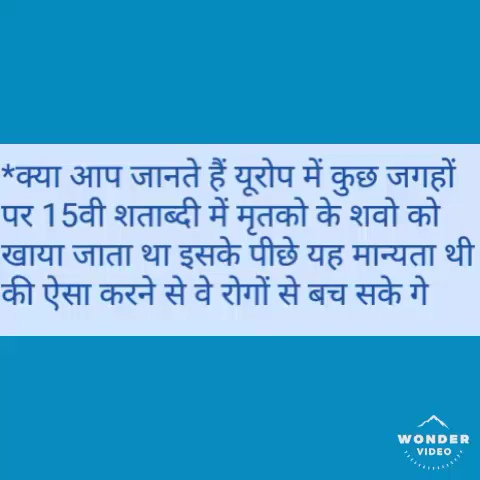 *क्या आप जानते हैं यूरोप में कुछ जगहों
पर 15वी शताब्दी में मृतको के शवो को
खाया जाता था इसके पीछे यह मान्यता थी
की ऐसा करने से वे रोगों से बच सके गे
WONDER
VIDEO